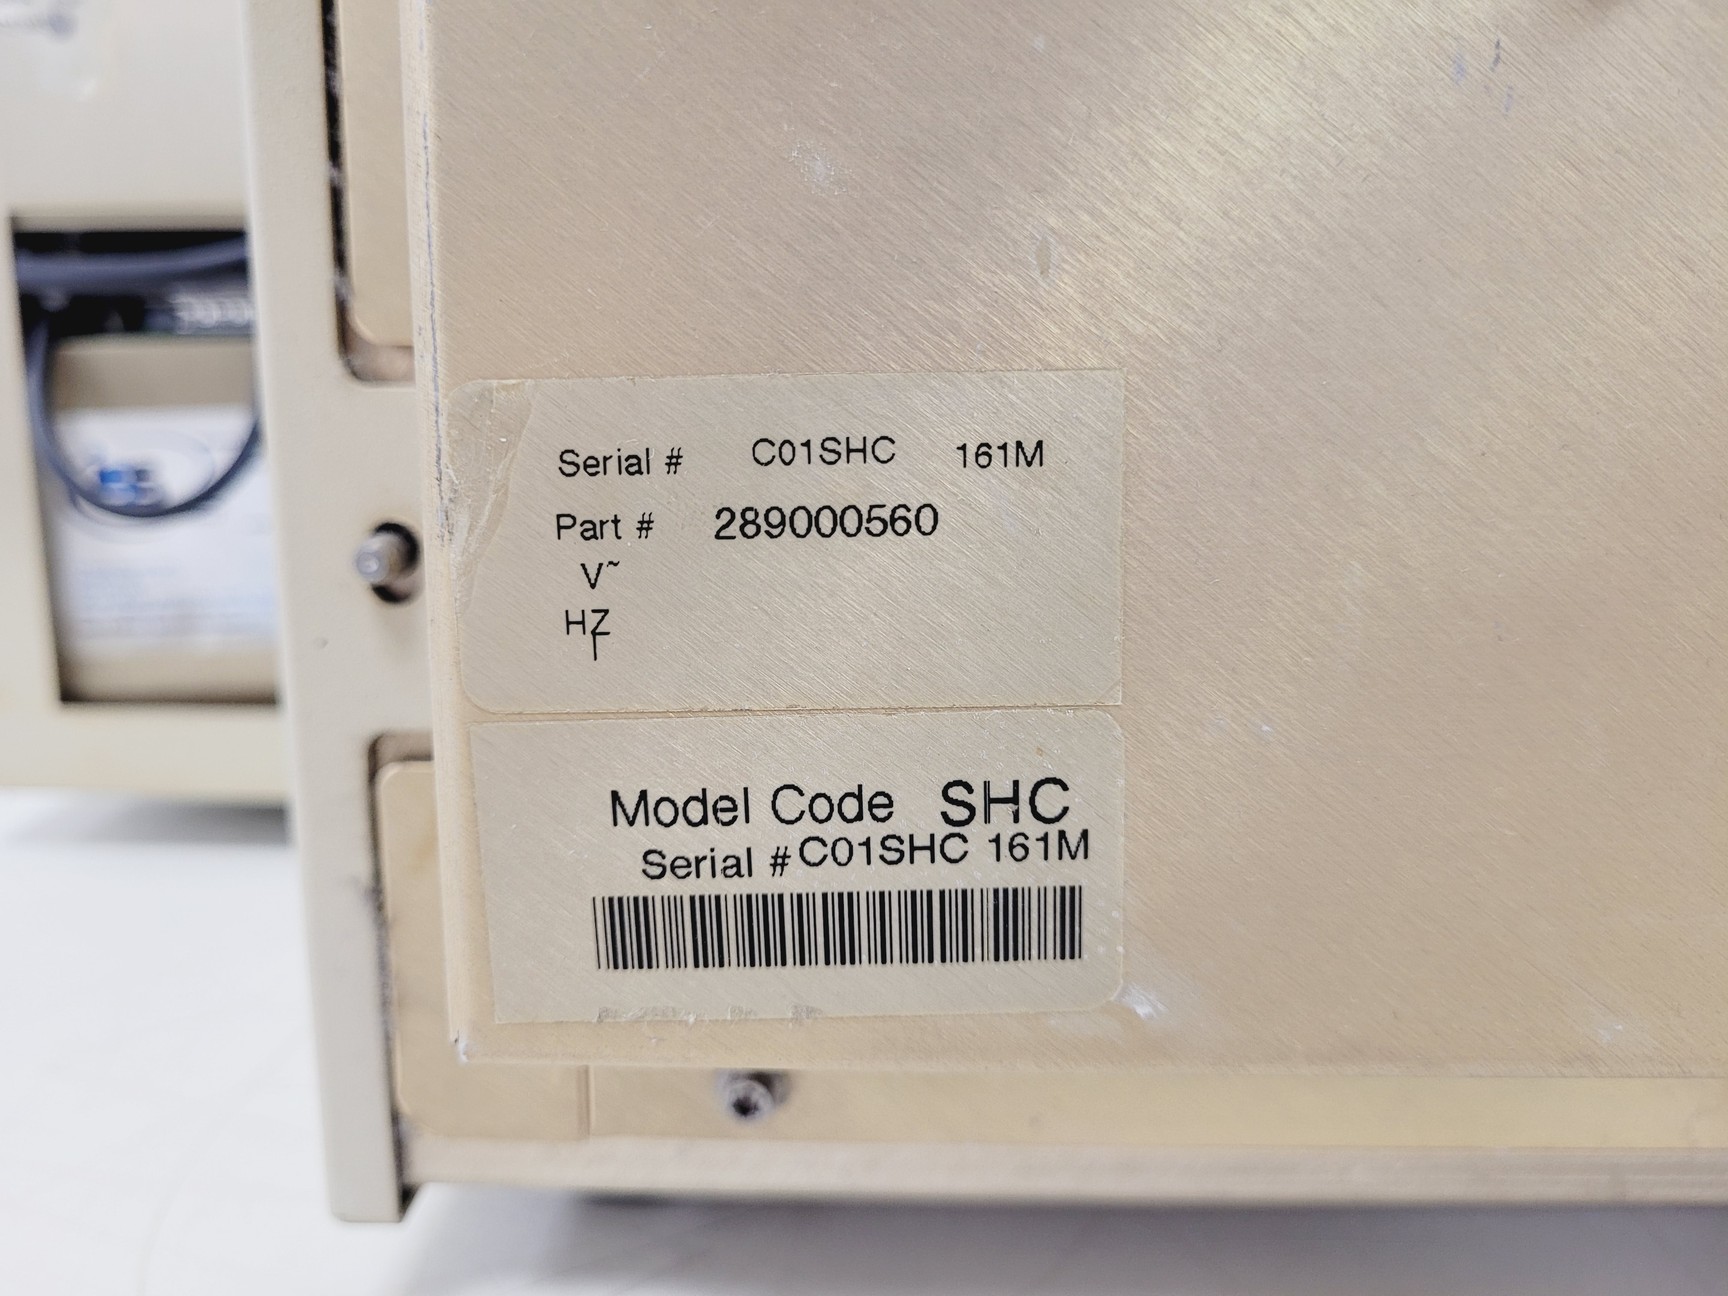 Serial # C01SHC 161M
Part # 289000560
V~
HZ
Model Code SHC
Serial # C01SHC 161M